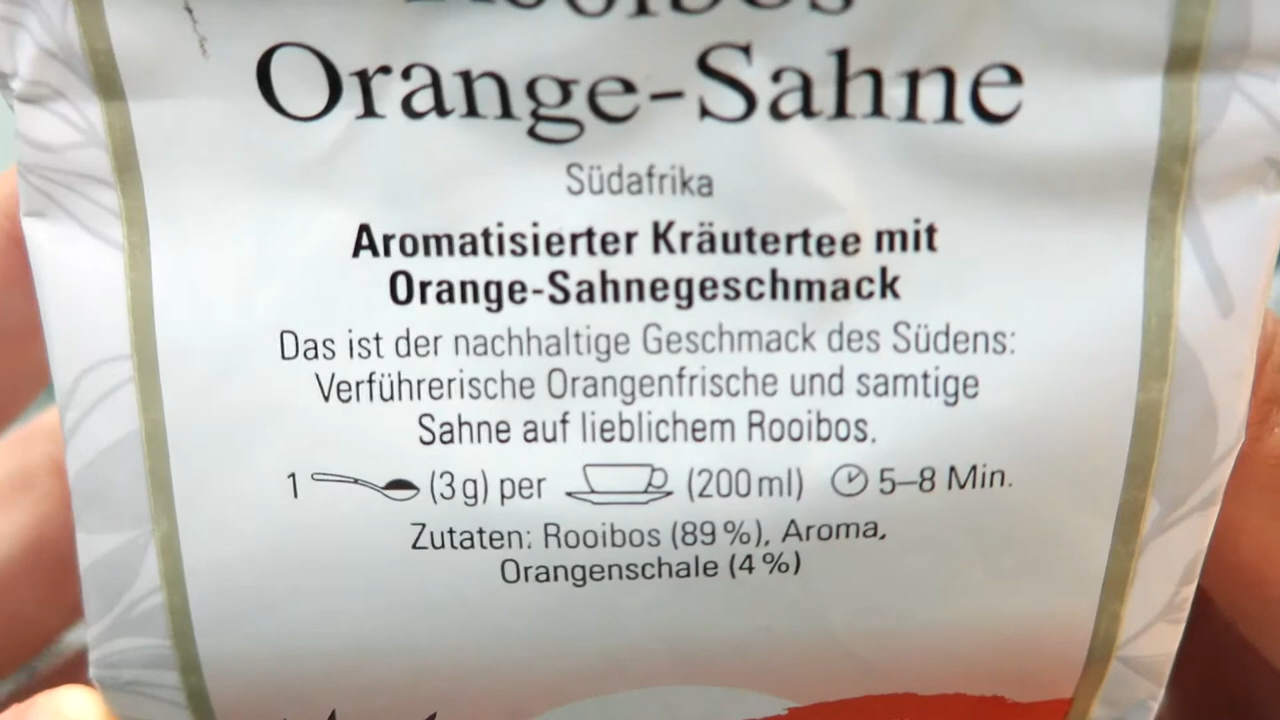 Rooibos
Orange-Sahne
Südafrika
Aromatisierter Kräutertee mit
Orange-Sahnegeschmack
Das ist der nachhaltige Geschmack des Südens:
Verführerische Orangenfrische und samtige
Sahne auf lieblichem Rooibos.
1 (3g) per (200ml) 5–8 Min.
Zutaten: Rooibos (89%), Aroma,
Orangenschale (4%)